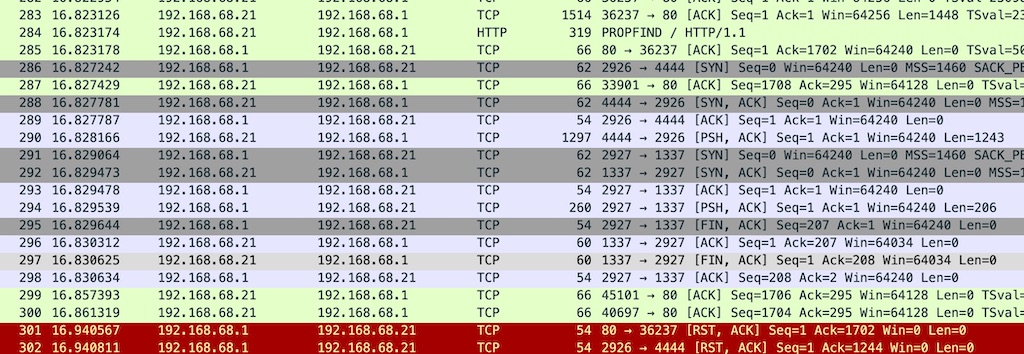 283 16.823126 192.168.68.21 192.168.68.1 TCP 1514 36237 → 80 [ACK] Seq=1 Ack=1 Win=64256 Len=1448 TSval=23
284 16.823174 192.168.68.21 192.168.68.1 HTTP 319 PROPFIND / HTTP/1.1
285 16.823178 192.168.68.1 192.168.68.21 TCP 66 80 → 36237 [ACK] Seq=1 Ack=1702 Win=64240 Len=0 TSval=56
286 16.827242 192.168.68.1 192.168.68.21 TCP 62 2926 → 4444 [SYN] Seq=0 Win=64240 Len=0 MSS=1460 SACK_PE
287 16.827429 192.168.68.21 192.168.68.1 TCP 66 33901 → 80 [ACK] Seq=1708 Ack=295 Win=64128 Len=0 TSval=
288 16.827781 192.168.68.21 192.168.68.1 TCP 62 4444 → 2926 [SYN, ACK] Seq=0 Ack=1 Win=64240 Len=0 MSS=1
289 16.827787 192.168.68.1 192.168.68.21 TCP 54 2926 → 4444 [ACK] Seq=1 Ack=1 Win=64240 Len=0
290 16.828166 192.168.68.21 192.168.68.1 TCP 1297 4444 → 2926 [PSH, ACK] Seq=1 Ack=1 Win=64240 Len=1243
291 16.829064 192.168.68.1 192.168.68.21 TCP 62 2927 → 1337 [SYN] Seq=0 Win=64240 Len=0 MSS=1460 SACK_PE
292 16.829473 192.168.68.21 192.168.68.1 TCP 62 1337 → 2927 [SYN, ACK] Seq=0 Ack=1 Win=64240 Len=0 MSS=1
293 16.829478 192.168.68.1 192.168.68.21 TCP 54 2927 → 1337 [ACK] Seq=1 Ack=1 Win=64240 Len=0
294 16.829539 192.168.68.1 192.168.68.21 TCP 260 2927 → 1337 [PSH, ACK] Seq=1 Ack=1 Win=64240 Len=206
295 16.829644 192.168.68.1 192.168.68.21 TCP 54 2927 → 1337 [FIN, ACK] Seq=207 Ack=1 Win=64240 Len=0
296 16.830312 192.168.68.21 192.168.68.1 TCP 60 1337 → 2927 [ACK] Seq=1 Ack=207 Win=64034 Len=0
297 16.830625 192.168.68.21 192.168.68.1 TCP 60 1337 → 2927 [FIN, ACK] Seq=1 Ack=208 Win=64034 Len=0
298 16.830634 192.168.68.1 192.168.68.21 TCP 54 2927 → 1337 [ACK] Seq=208 Ack=2 Win=64240 Len=0
299 16.857393 192.168.68.21 192.168.68.1 TCP 66 45101 → 80 [ACK] Seq=1706 Ack=295 Win=64128 Len=0 TSval=
300 16.861319 192.168.68.21 192.168.68.1 TCP 66 40697 → 80 [ACK] Seq=1704 Ack=295 Win=64128 Len=0 TSval=
301 16.940567 192.168.68.1 192.168.68.21 TCP 54 80 → 36237 [RST, ACK] Seq=1 Ack=1702 Win=0 Len=0
302 16.940811 192.168.68.1 192.168.68.21 TCP 54 2926 → 4444 [RST, ACK] Seq=1 Ack=1244 Win=0 Len=0